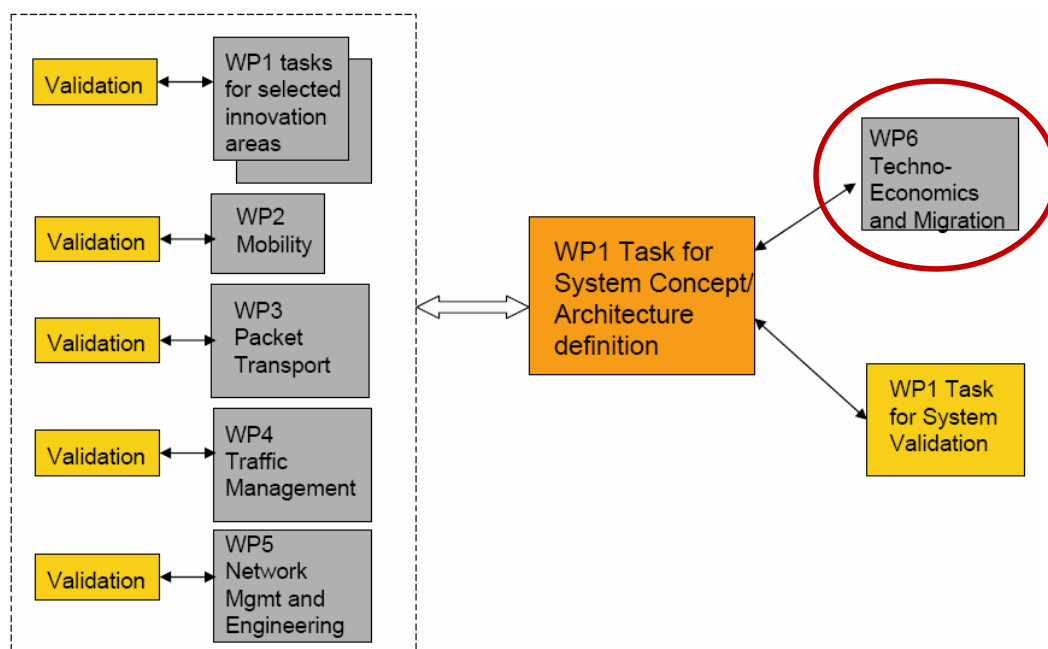 Validation
WP1 tasks
for selected
innovation
areas
Validation
WP2
Mobility
Validation
WP3
Packet
Transport
Validation
WP4
Traffic
Management
Validation
WP5
Network
Mgmt and
Engineering
WP1 Task for
System Concept/
Architecture
definition
WP6
Techno-
Economics
and Migration
WP1 Task
for System
Validation